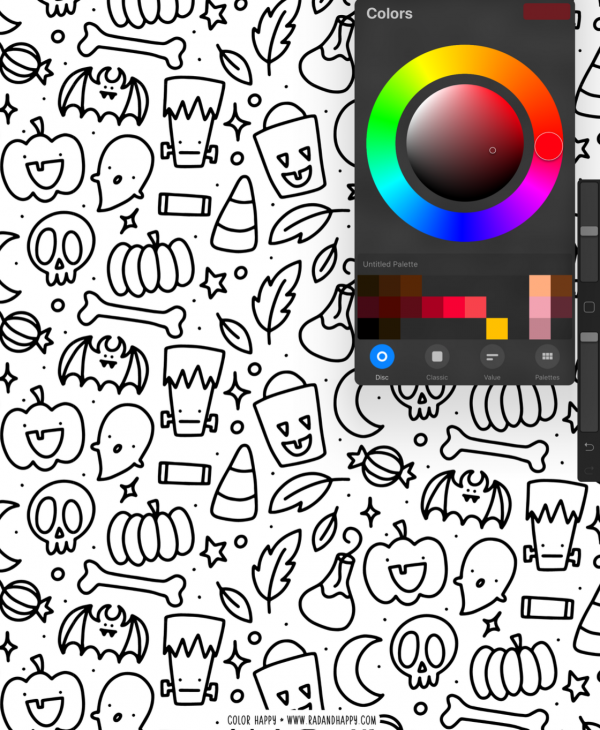 Colors
Untitled Palette
Disc
Classic
Value
Palettes
COLOR HAPPY • WWW.RADANDHAPPY.COM